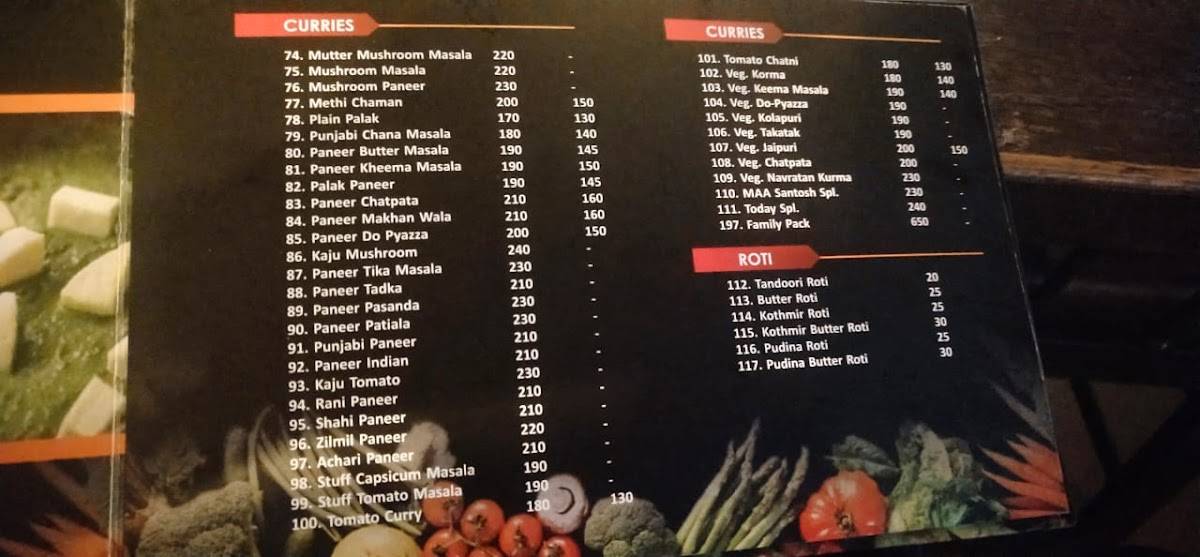 CURRIES
74. Mutter Mushroom Masala 220 -
75. Mushroom Masala 220 -
76. Mushroom Paneer 230 -
77. Methi Chaman 200 150
78. Plain Palak 170 130
79. Punjabi Chana Masala 180 140
80. Paneer Butter Masala 190 145
81. Paneer Kheema Masala 190 150
82. Palak Paneer 190 145
83. Paneer Chatpata 210 160
84. Paneer Makhan Wala 210 160
85. Paneer Do Pyazza 200 150
86. Kaju Mushroom 240 -
87. Paneer Tika Masala 230 -
88. Paneer Tadka 210 -
89. Paneer Pasanda 230 -
90. Paneer Patiala 230 -
91. Punjabi Paneer 210 -
92. Paneer Indian 210 -
93. Kaju Tomato 230 -
94. Rani Paneer 210 -
95. Shahi Paneer 210 -
96. Zilmil Paneer 220 -
97. Achari Paneer 210 -
98. Stuff Capsicum Masala 190 -
99. Stuff Tomato Masala 190 -
100. Tomato Curry 180 130
CURRIES
101. Tomato Chatni 180 130
102. Veg. Korma 180 140
103. Veg. Keema Masala 190 140
104. Veg. Do-Pyazza 190 -
105. Veg. Kolapuri 190 -
106. Veg. Takatak 190 -
107. Veg. Jaipuri 200 150
108. Veg. Chatpata 200 -
109. Veg. Navratan Kurma 230 -
110. MAA Santosh Spl. 230 -
111. Today Spl. 240 -
197. Family Pack 650 -
ROTI
112. Tandoori Roti 20
113. Butter Roti 25
114. Kothmir Roti 25
115. Kothmir Butter Roti 30
116. Pudina Roti 25
117. Pudina Butter Roti 30